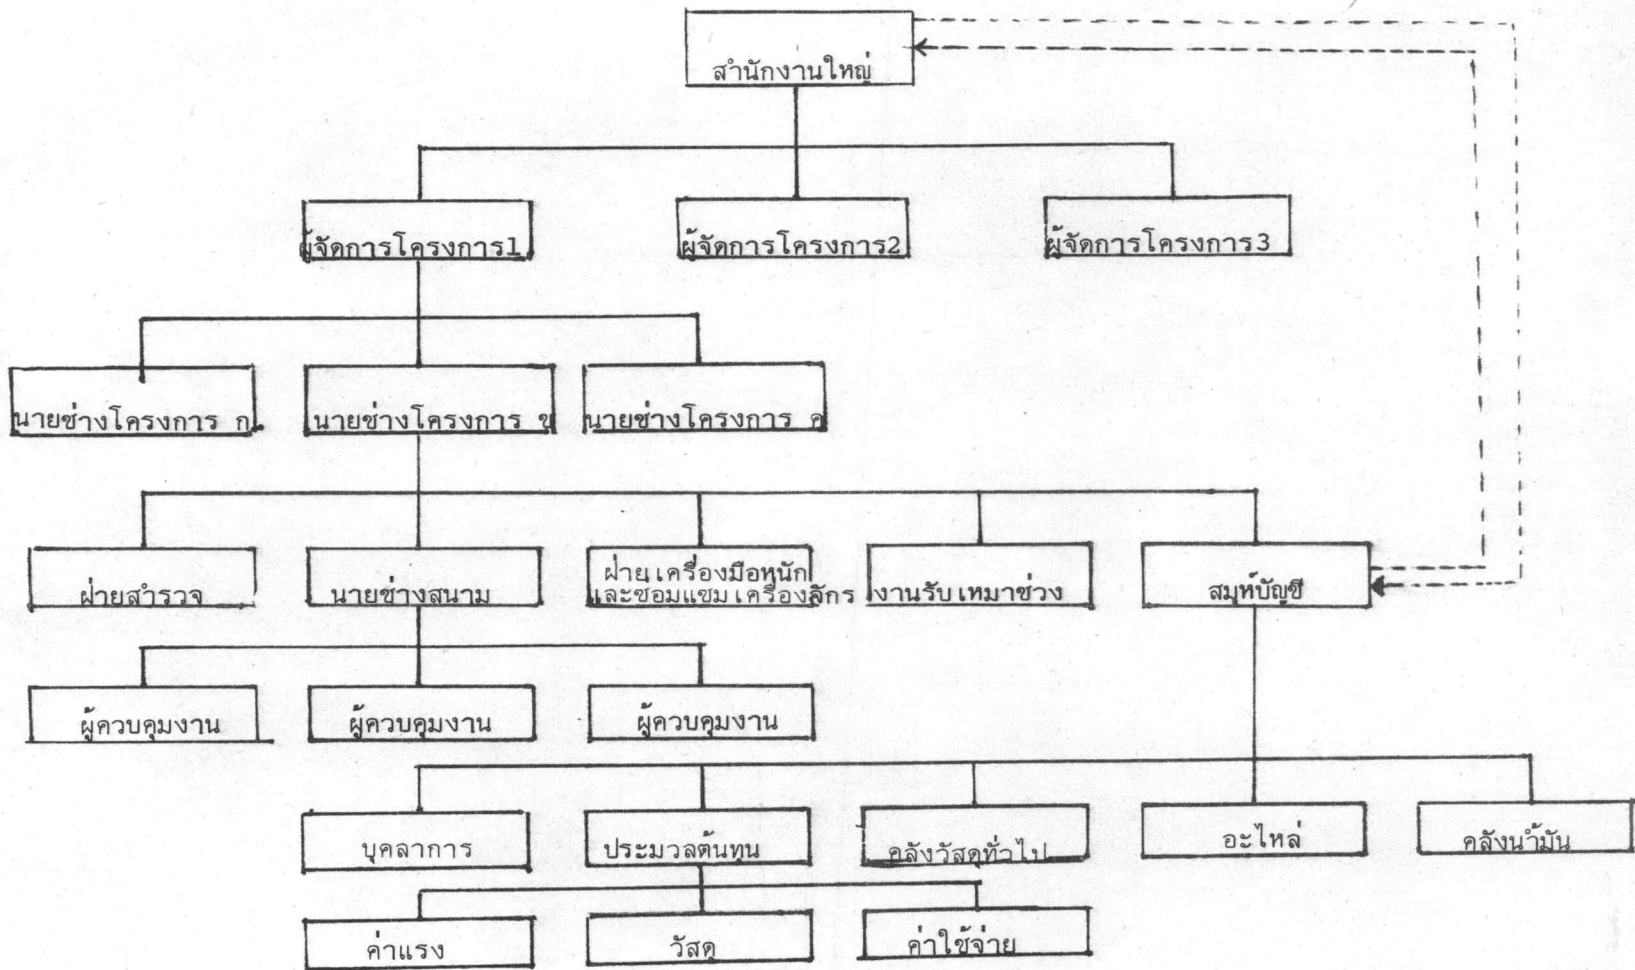 สำนักงานใหญ่
ผู้จัดการโครงการ1
ผู้จัดการโครงการ2
ผู้จัดการโครงการ3
นายช่างโครงการ ก.
นายช่างโครงการ ข
นายช่างโครงการ ค
ฝ่ายสำรวจ
นายช่างสนาม
ฝ่ายเครื่องมือหนัก
และซ่อมแซมเครื่องจักร
งานรับเหมาช่วง
สมุห์บัญชี
ผู้ควบคุมงาน
ผู้ควบคุมงาน
ผู้ควบคุมงาน
บุคลาการ
ประมวลต้นทุน
คลังวัสดุทั่วไป
อะไหล่
คลังน้ำมัน
ค่าแรง
วัสดุ
ค่าใช้จ่าย